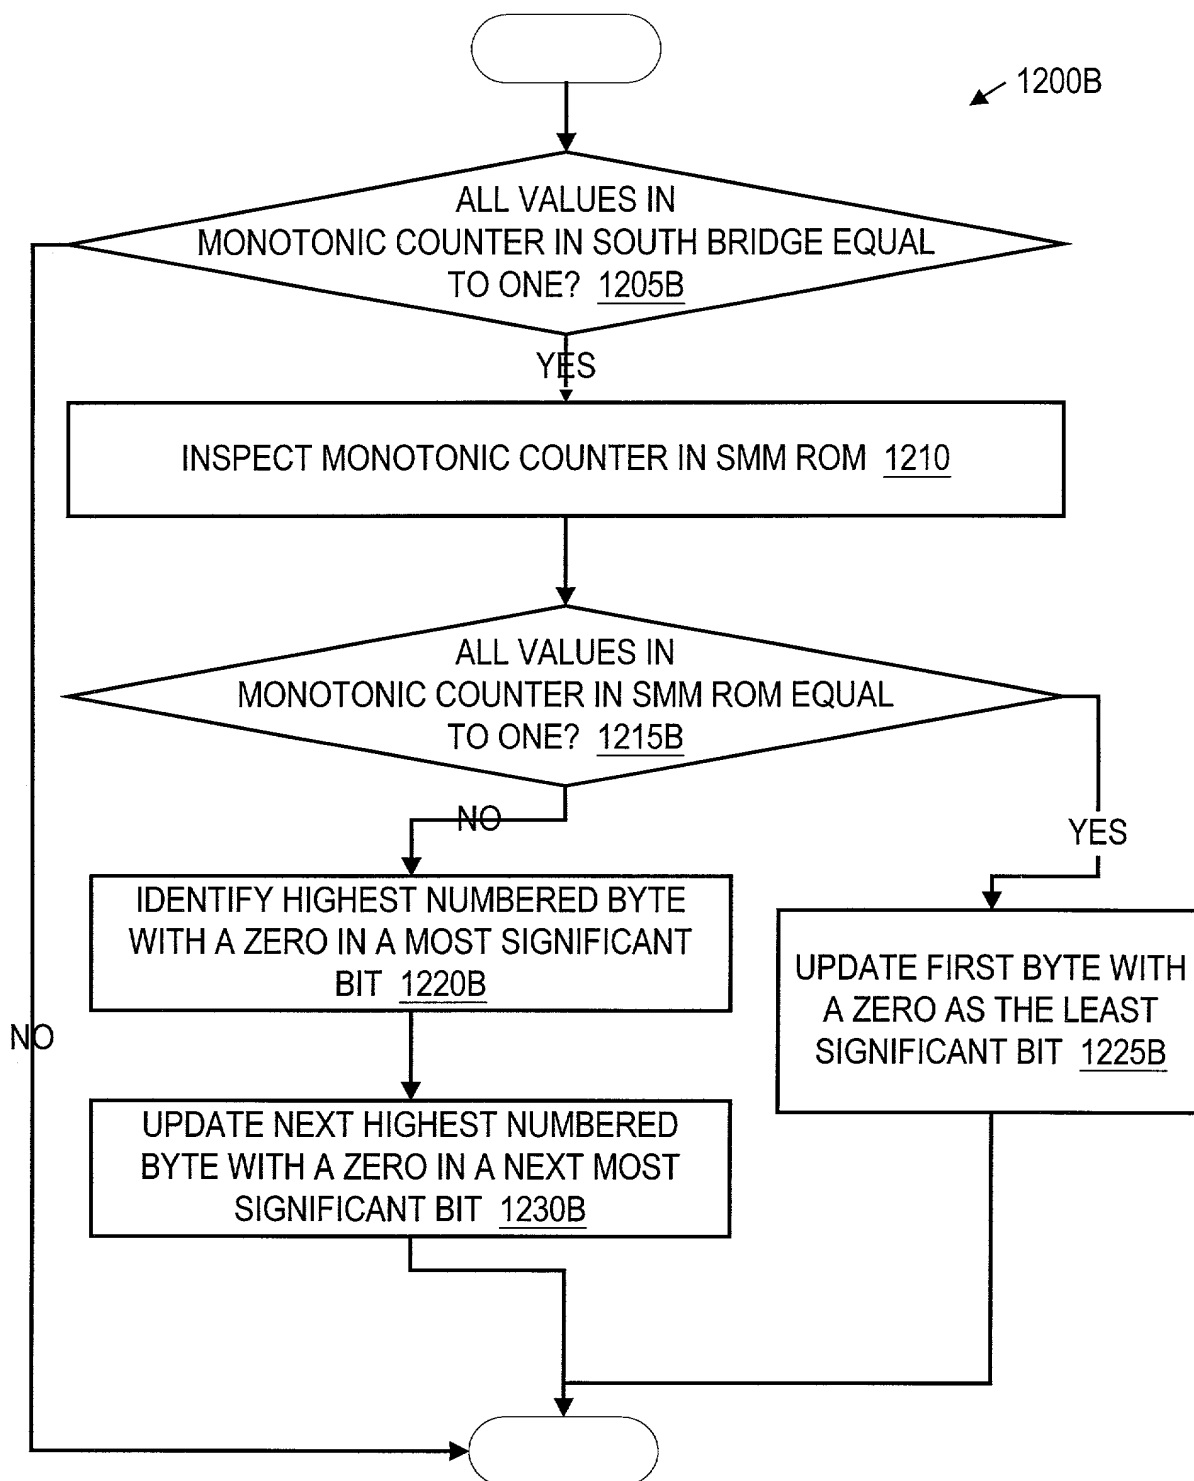 1200B
ALL VALUES IN
MONOTONIC COUNTER IN SOUTH BRIDGE EQUAL
TO ONE? 1205B
YES
INSPECT MONOTONIC COUNTER IN SMM ROM 1210
ALL VALUES IN
MONOTONIC COUNTER IN SMM ROM EQUAL
TO ONE? 1215B
NO
YES
IDENTIFY HIGHEST NUMBERED BYTE
WITH A ZERO IN A MOST SIGNIFICANT
BIT 1220B
UPDATE FIRST BYTE WITH
A ZERO AS THE LEAST
SIGNIFICANT BIT 1225B
NO
UPDATE NEXT HIGHEST NUMBERED
BYTE WITH A ZERO IN A NEXT MOST
SIGNIFICANT BIT 1230B